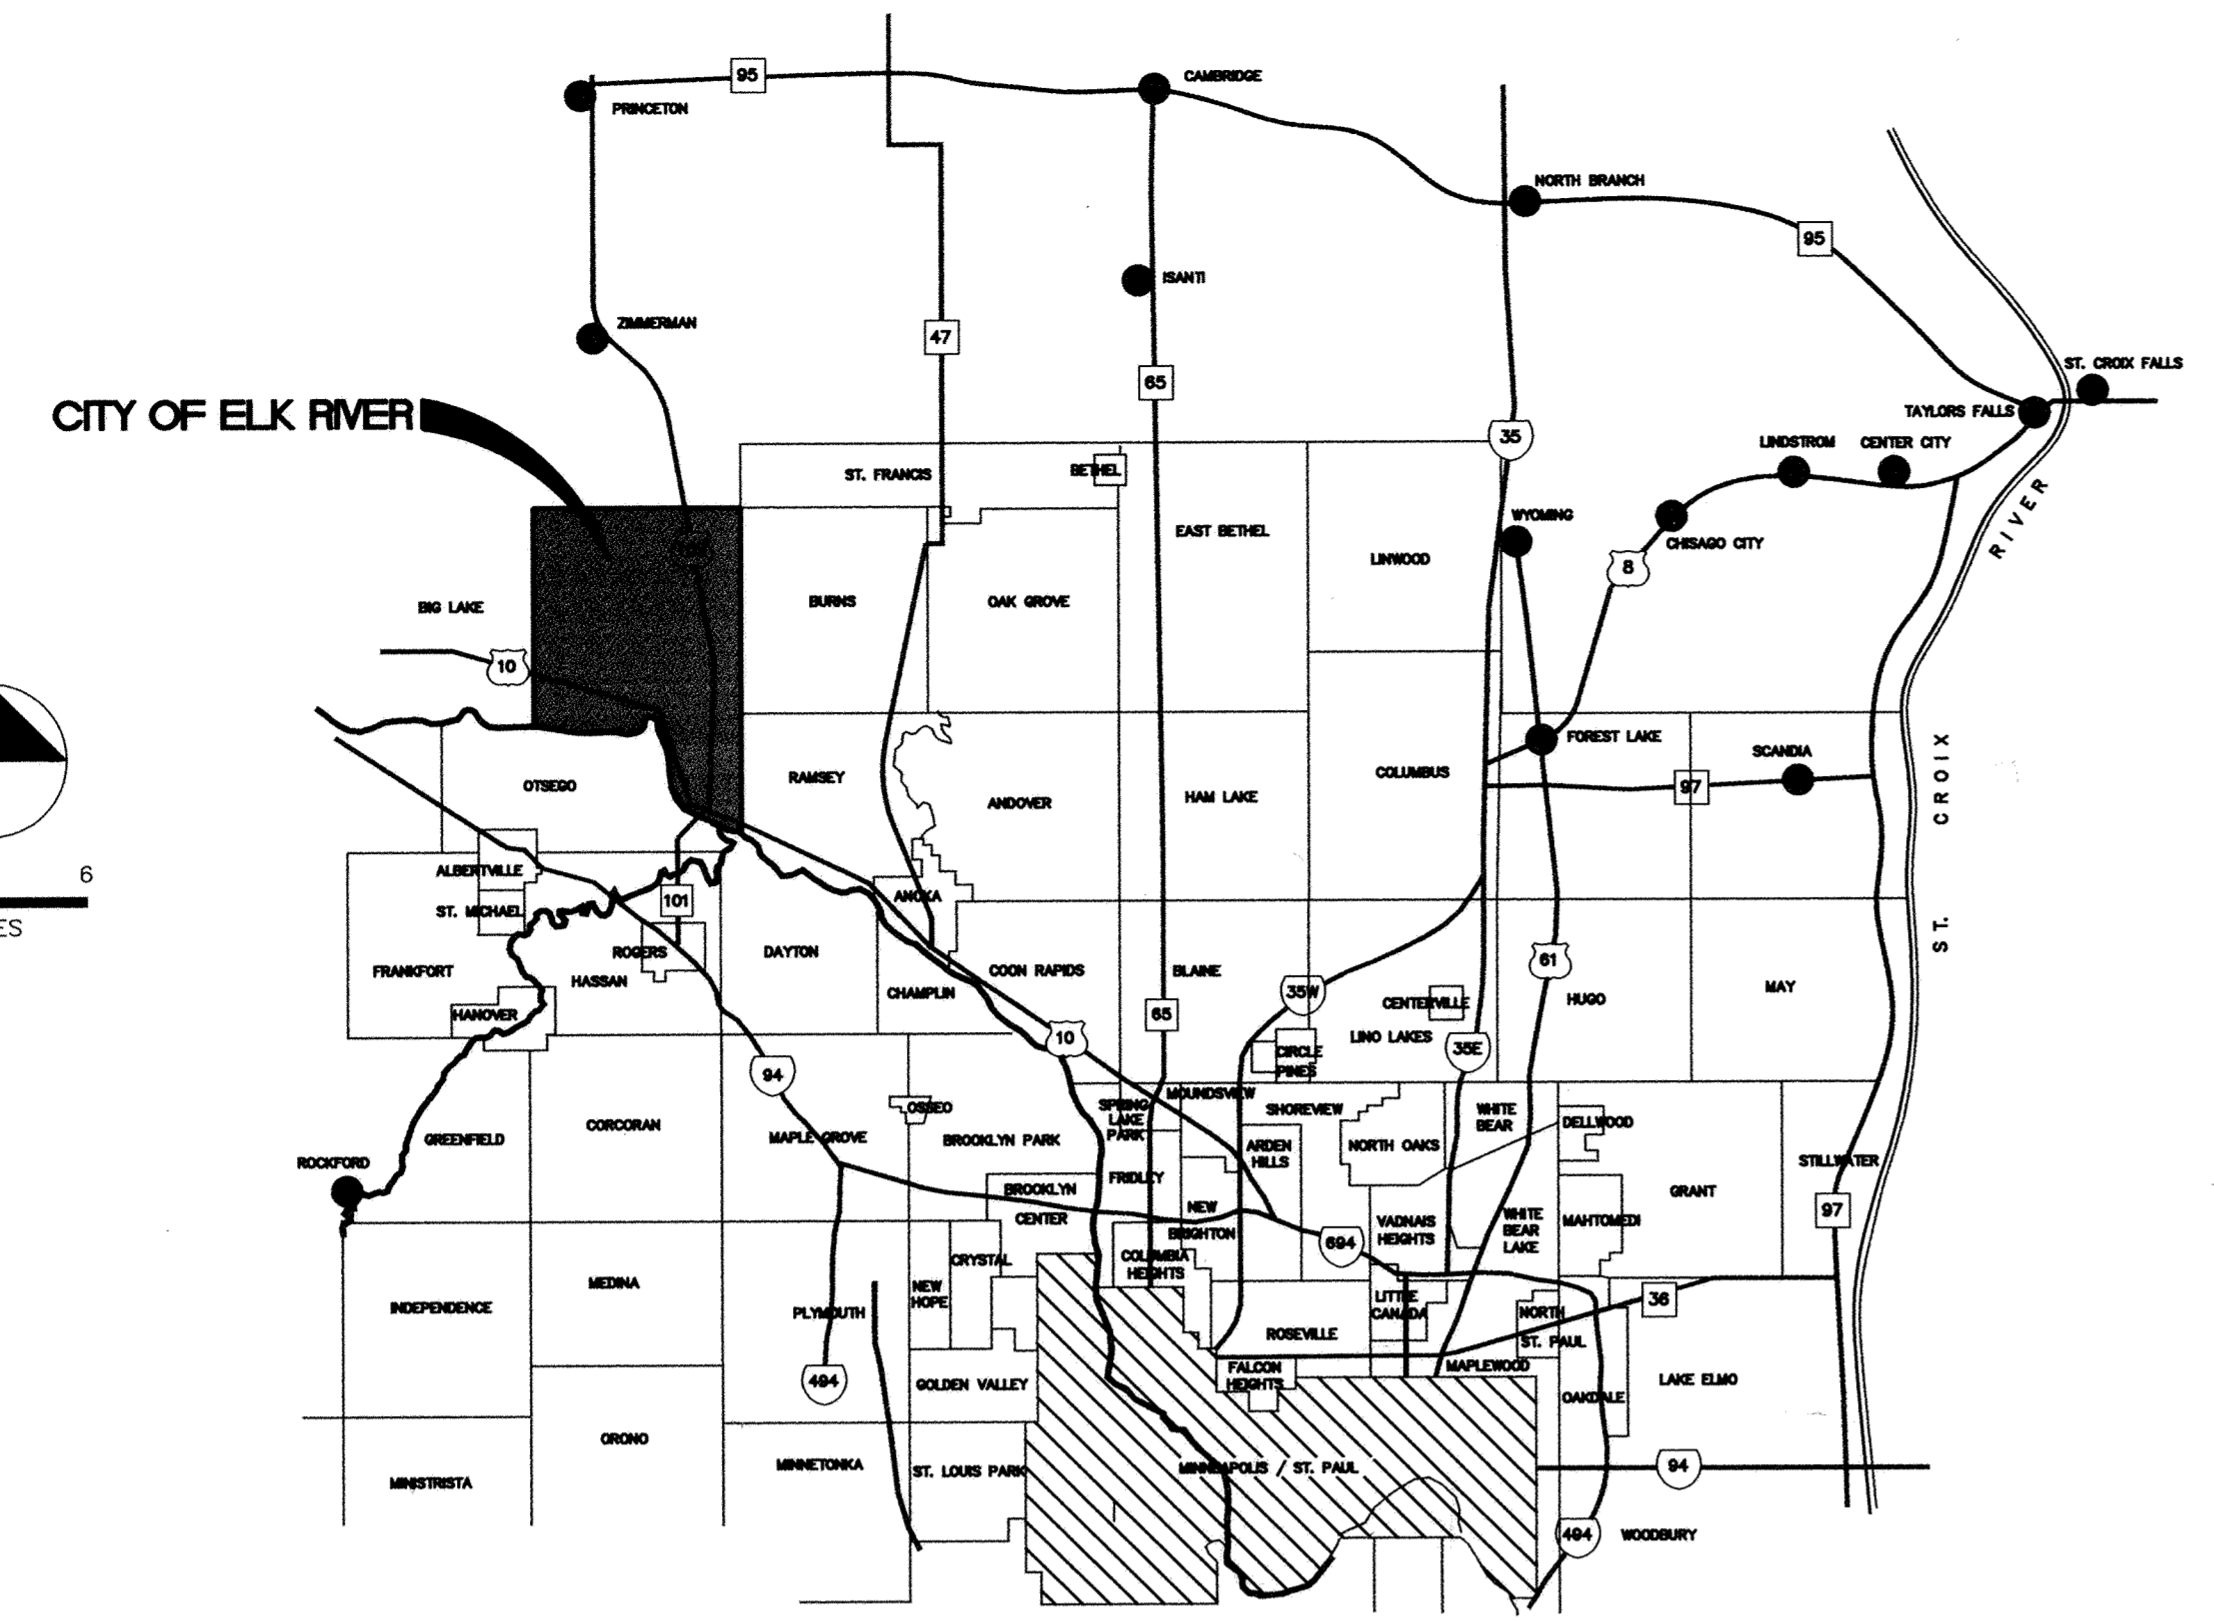 95
CAMBRIDGE
PRINCETON
NORTH BRANCH
95
ISANTI
ZIMMERMAN
47
ST. CROIX FALLS
65
CITY OF ELK RIVER
TAYLORS FALLS
35
LINDSTROM
CENTER CITY
ST. FRANCIS
BETHEL
RIVER
WYOMING
EAST BETHEL
CHISAGO CITY
LINWOOD
8
BIG LAKE
BURNS
OAK GROVE
10
FOREST LAKE
SCANDIA
OTSEGO
RAMSEY
COLUMBUS
CROIX
97
ANDOVER
HAM LAKE
6
ALBERTVILLE
ANOKA
101
ST. MICHAEL
ES
ST.
ROGERS
DAYTON
61
FRANKFORT
HASSAN
COON RAPIDS
BLAINE
MAY
CHAMPLIN
35W
CENTERVILLE
HUGO
HANOVER
65
10
LINO LAKES
35E
CIRCLE
PINES
94
MOUNDSVIEW
SPRING
LAKE
PARK
OSSEO
SHOREVIEW
WHITE
BEAR
DELLWOOD
CORCORAN
GREENFIELD
MAPLE GROVE
BROOKLYN PARK
ARDEN
HILLS
NORTH OAKS
ROCKFORD
STILLWATER
FRIDLEY
BROOKLYN
CENTER
GRANT
NEW
BRIGHTON
97
VADNAIS
HEIGHTS
WHITE
BEAR
LAKE
MAHTOMEDI
694
COLUMBIA
HEIGHTS
CRYSTAL
MEDINA
NEW
HOPE
INDEPENDENCE
PLYMOUTH
LITTLE
CANADA
36
NORTH
ST. PAUL
ROSEVILLE
MAPLEWOOD
FALCON
HEIGHTS
494
GOLDEN VALLEY
LAKE ELMO
OAKDALE
ORONO
MINNETONKA
ST. LOUIS PARK
MINNEAPOLIS / ST. PAUL
94
MINISTRISTA
494
WOODBURY